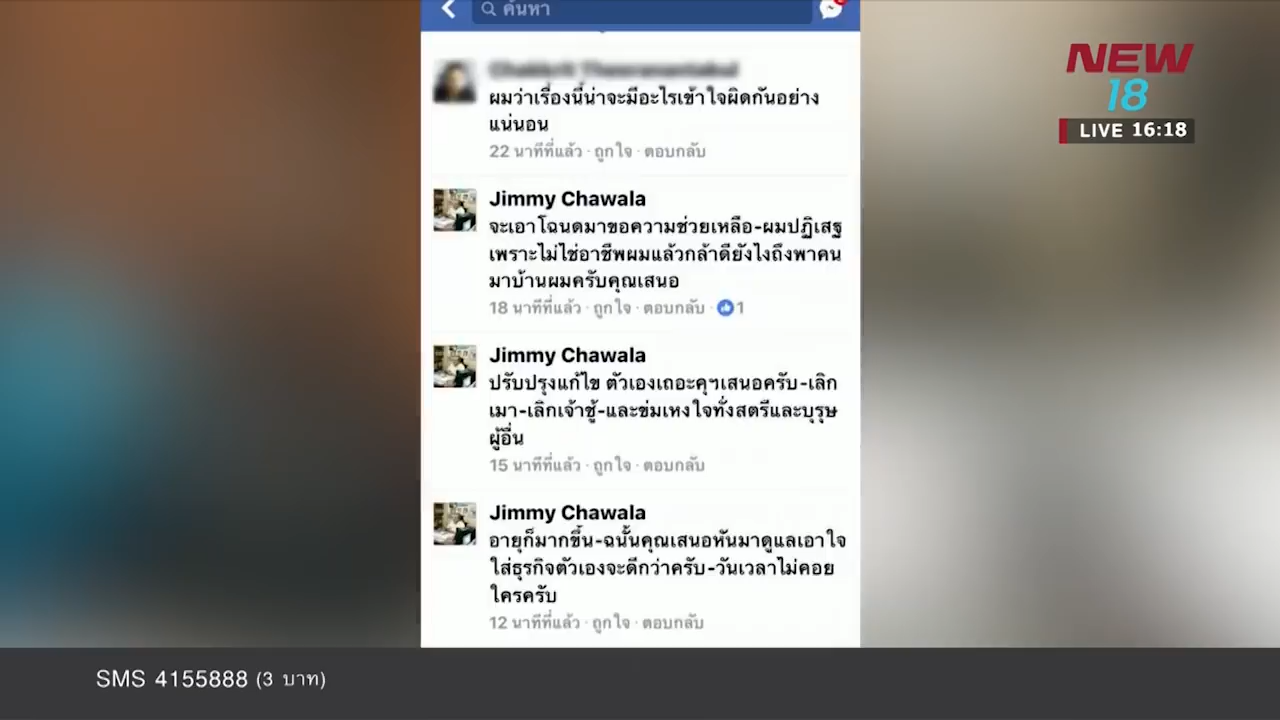 ค้นหา
NEW
18
LIVE 16:18
ผมว่าเรื่องนี้น่าจะมีอะไรเข้าใจผิดกันอย่าง
แน่นอน
22 นาทีที่แล้ว · ถูกใจ · ตอบกลับ
Jimmy Chawala
จะเอาโฉนดมาขอความช่วยเหลือ-ผมปฏิเสฐ
เพราะไม่ไช่อาชีพผมแล้วกล้าดียังไงถึงพาคน
มาบ้านผมครับคุณเสนอ
18 นาทีที่แล้ว · ถูกใจ · ตอบกลับ · 1
Jimmy Chawala
ปรับปรุงแก้ไข ตัวเองเถอะคุฯเสนอครับ-เลิก
เมา-เลิกเจ้าชู้-และข่มเหงใจทั่งสตรีและบุรุษ
ผู้อื่น
15 นาทีที่แล้ว · ถูกใจ · ตอบกลับ
Jimmy Chawala
อายุก็มากขึ้น-ฉนั้นคุณเสนอหันมาดูแลเอาใจ
ใส่ธุรกิจตัวเองจะดีกว่าครับ-วันเวลาไม่คอย
ใครครับ
12 นาทีที่แล้ว · ถูกใจ · ตอบกลับ
SMS 4155888 (3 บาท)